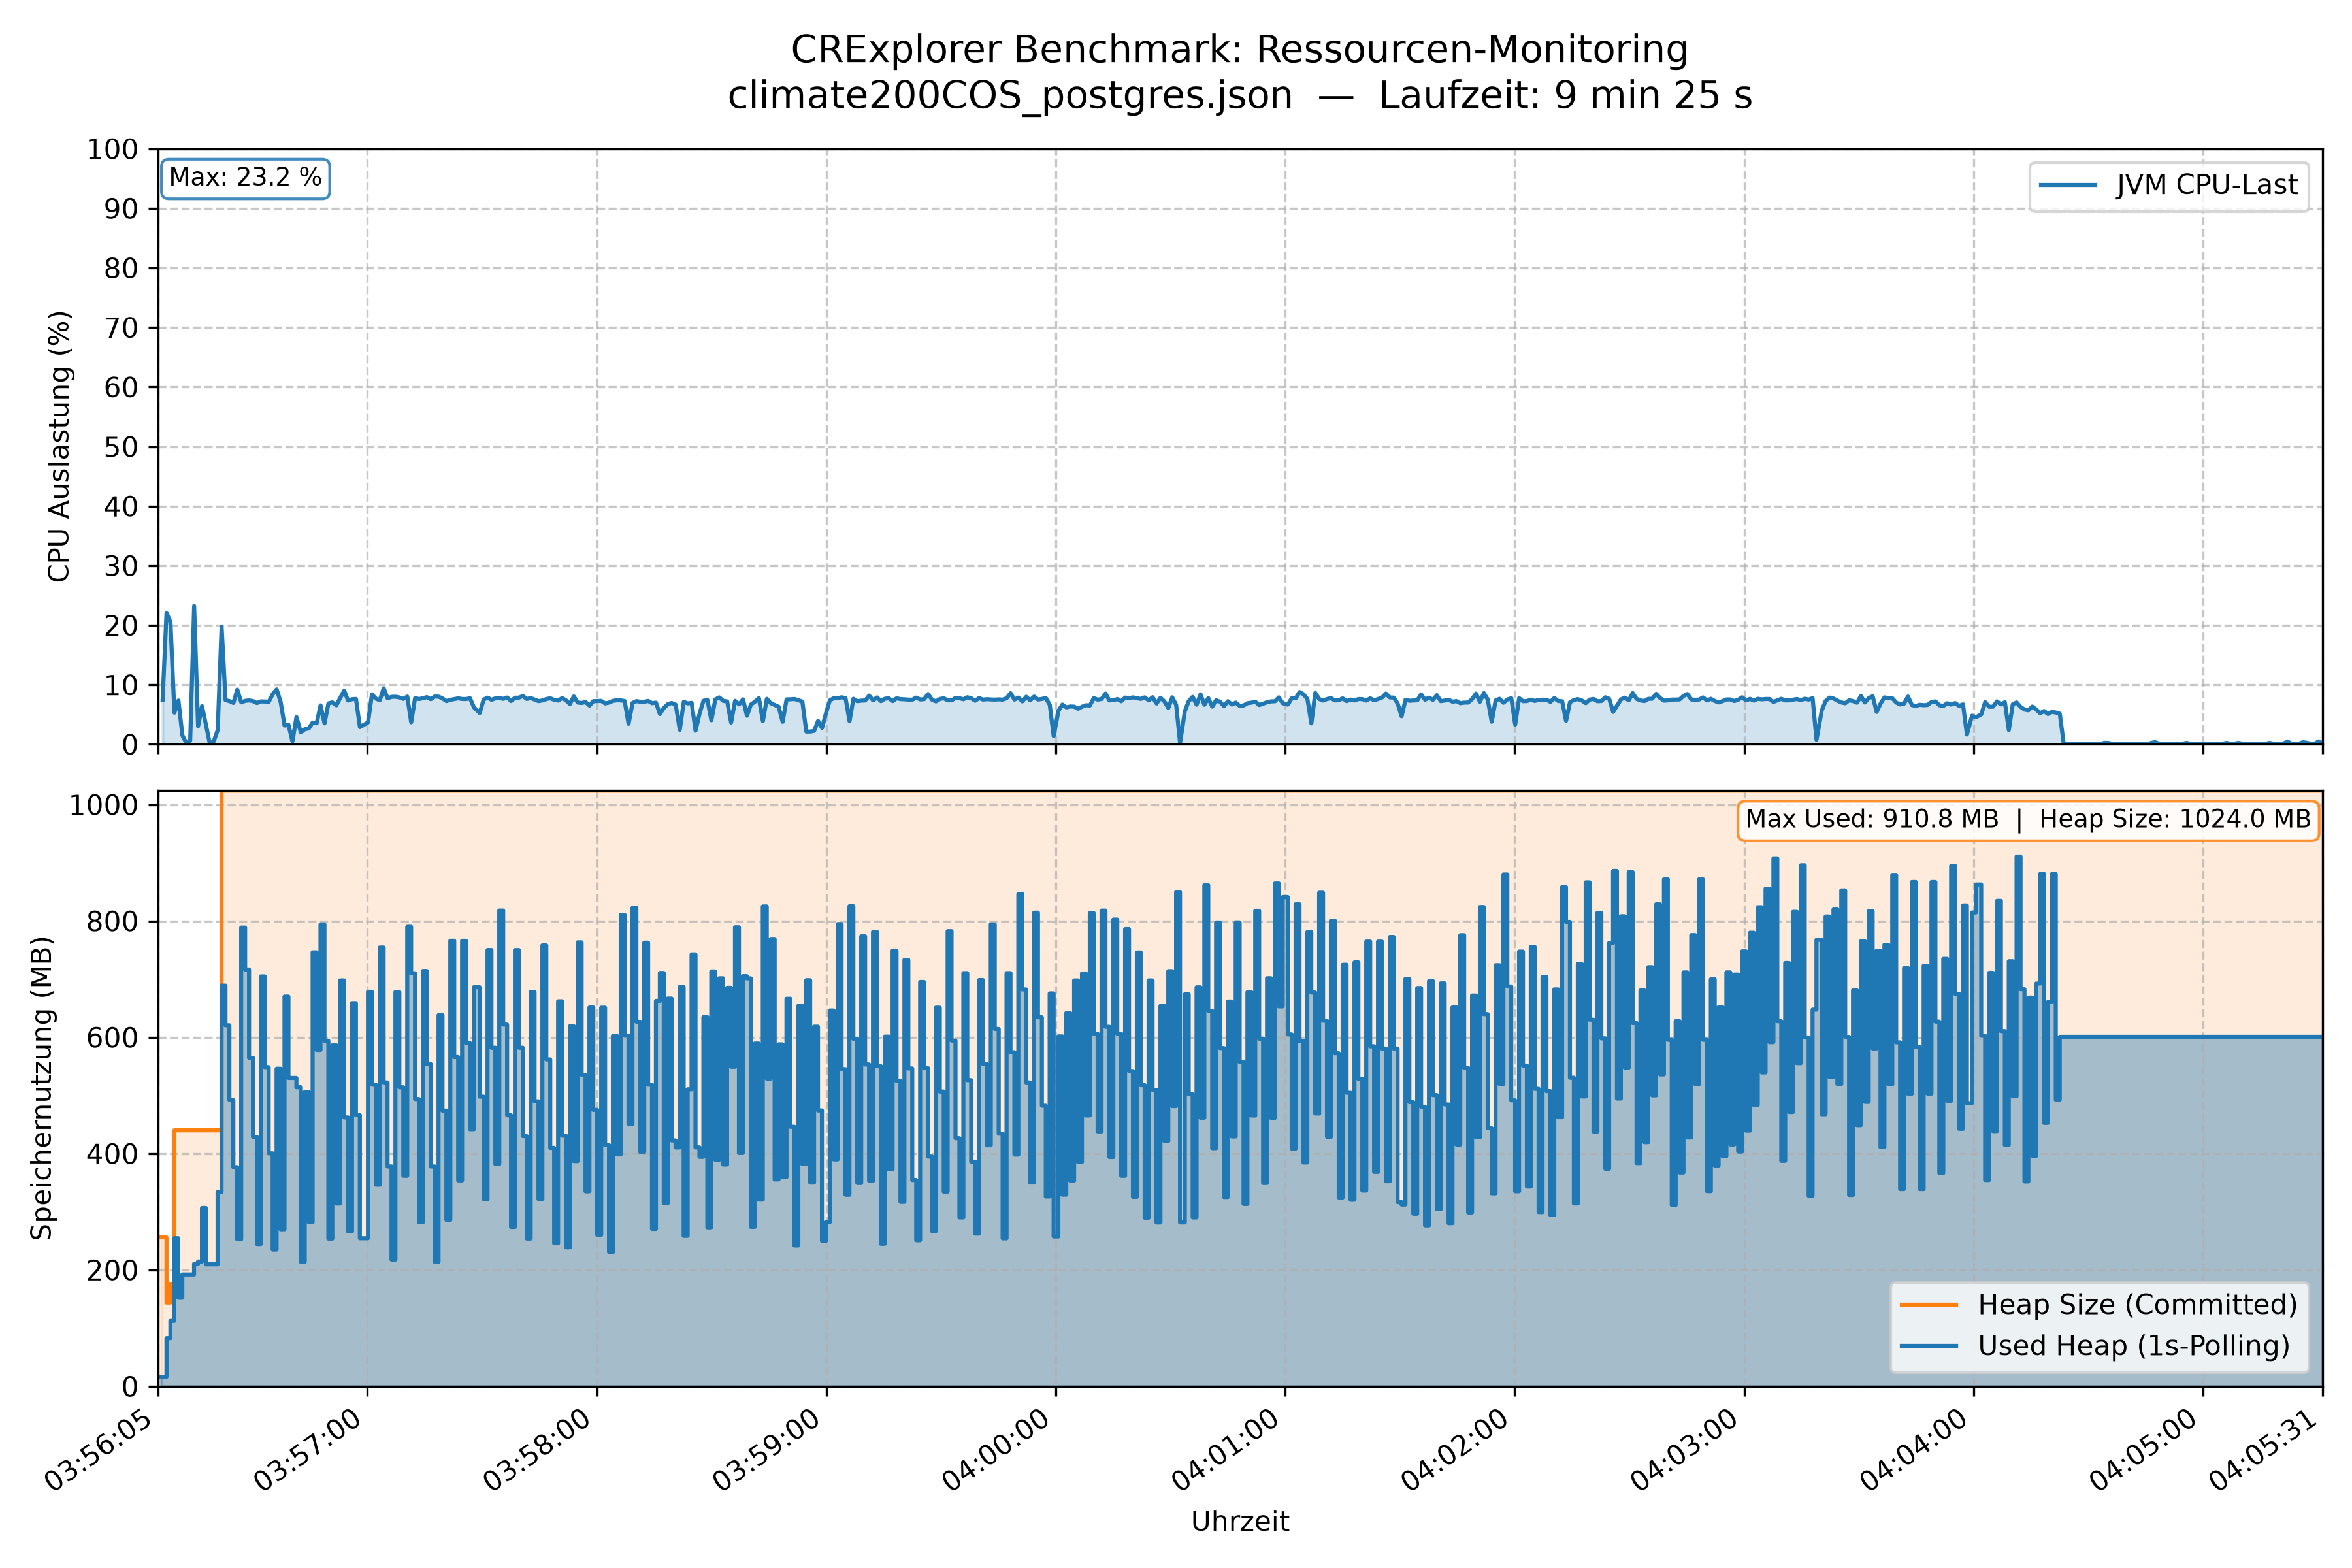 CRExplorer Benchmark: Ressourcen-Monitoring
climate200COS_postgres.json — Laufzeit: 9 min 25 s
Max: 23.2 %
JVM CPU-Last
CPU Auslastung (%)
100
90
80
70
60
50
40
30
20
10
0
Max Used: 910.8 MB | Heap Size: 1024.0 MB
Speichernutzung (MB)
1000
800
600
400
200
0
Heap Size (Committed)
Used Heap (1s-Polling)
03:56:05
03:57:00
03:58:00
03:59:00
04:00:00
04:01:00
04:02:00
04:03:00
04:04:00
04:05:00
04:05:31
Uhrzeit